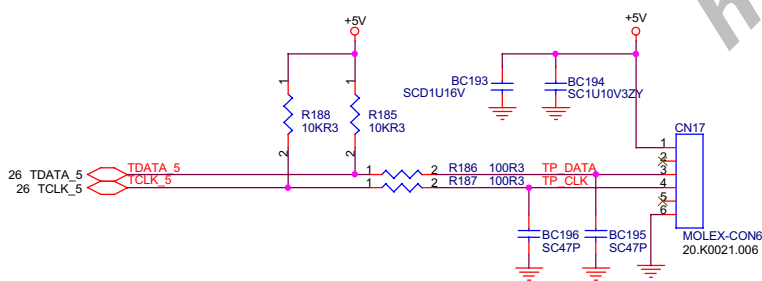 +5V
+5V
BC193
SCD1U16V
BC194
SC1U10V3ZY
1
1
R188
10KR3
R185
10KR3
2
2
CN17
1
2
3
4
5
6
26 TDATA_5
TDATA_5
26 TCLK_5
TCLK_5
1
2
R186 100R3
TP_DATA
1
2
R187 100R3
TP_CLK
BC196
SC47P
BC195
SC47P
MOLEX-CON6
20.K0021.006
h